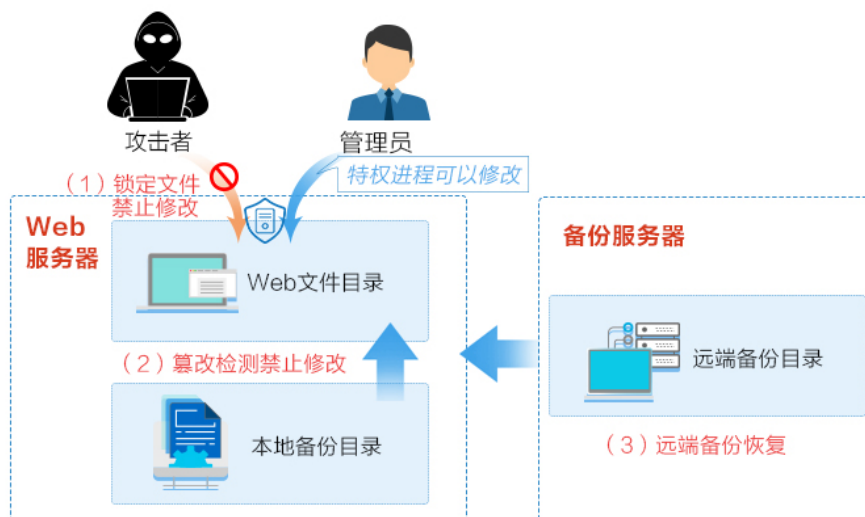 攻击者
管理员
(1)锁定文件
禁止修改
特权进程可以修改
Web
服务器
Web文件目录
(2)篡改检测禁止修改
本地备份目录
备份服务器
远端备份目录
(3)远端备份恢复